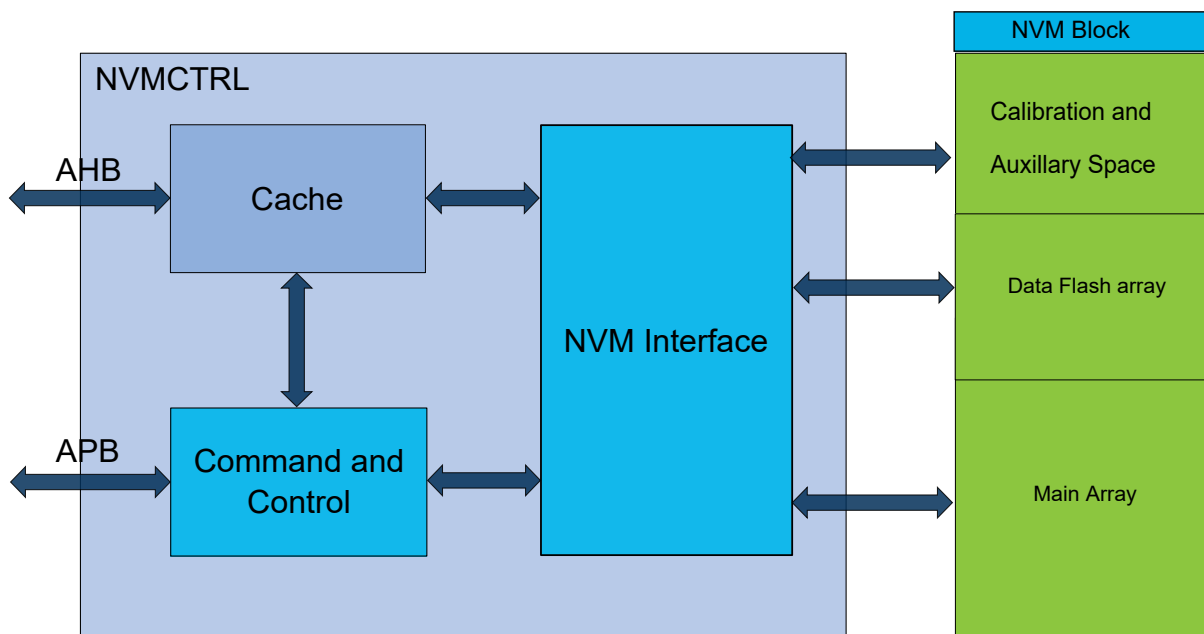 NVM Block
NVMCTRL
Calibration and
Auxillary Space
AHB
Cache
Data Flash array
NVM Interface
APB
Command and
Control
Main Array